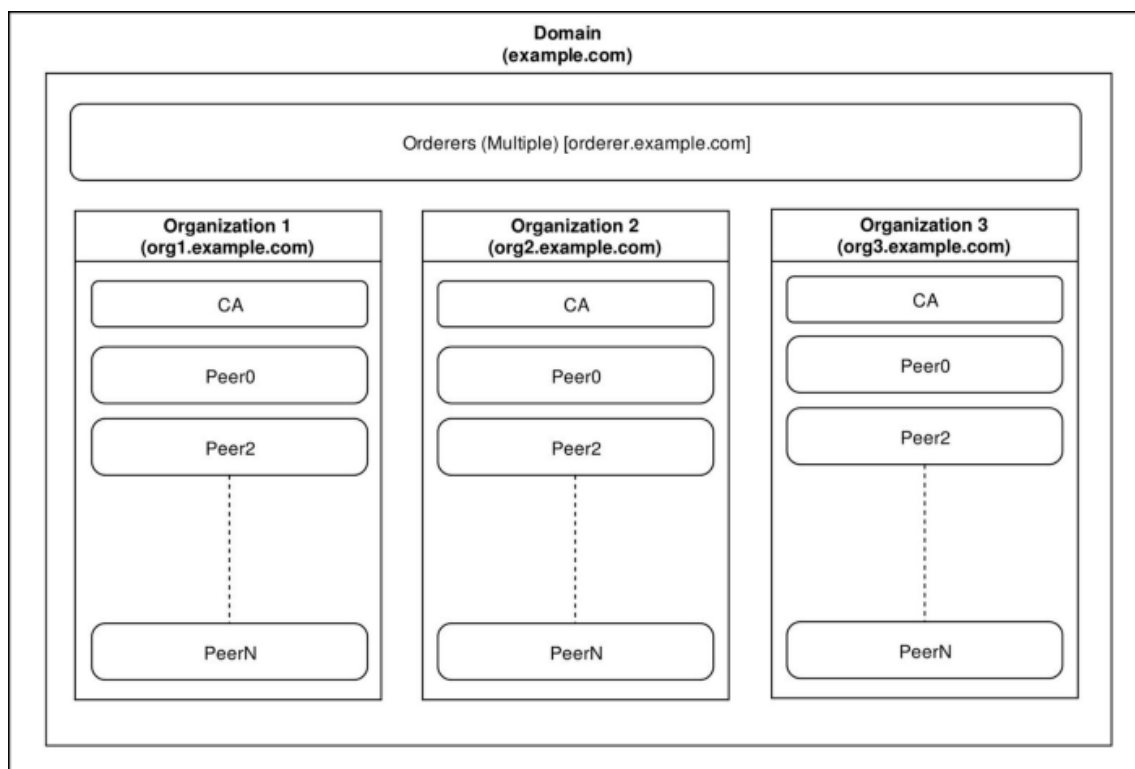 Domain
(example.com)
Orderers (Multiple) [orderer.example.com]
Organization 1
(org1.example.com)
CA
Peer0
Peer2
PeerN
Organization 2
(org2.example.com)
CA
Peer0
Peer2
PeerN
Organization 3
(org3.example.com)
CA
Peer0
Peer2
PeerN